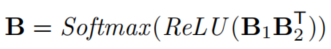 B = Softmax(ReLU(B₁B₂ᵀ))